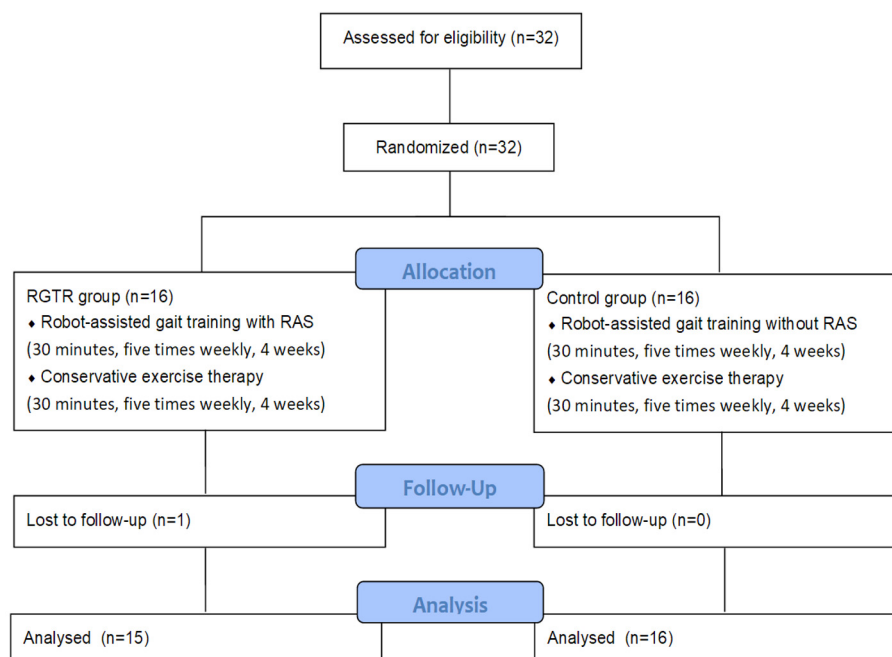 Assessed for eligibility (n=32)
Randomized (n=32)
Allocation
RGTR group (n=16)
♦ Robot-assisted gait training with RAS
(30 minutes, five times weekly, 4 weeks)
♦ Conservative exercise therapy
(30 minutes, five times weekly, 4 weeks)
Control group (n=16)
♦ Robot-assisted gait training without RAS
(30 minutes, five times weekly, 4 weeks)
♦ Conservative exercise therapy
(30 minutes, five times weekly, 4 weeks)
Follow-Up
Lost to follow-up (n=1)
Lost to follow-up (n=0)
Analysis
Analysed (n=15)
Analysed (n=16)